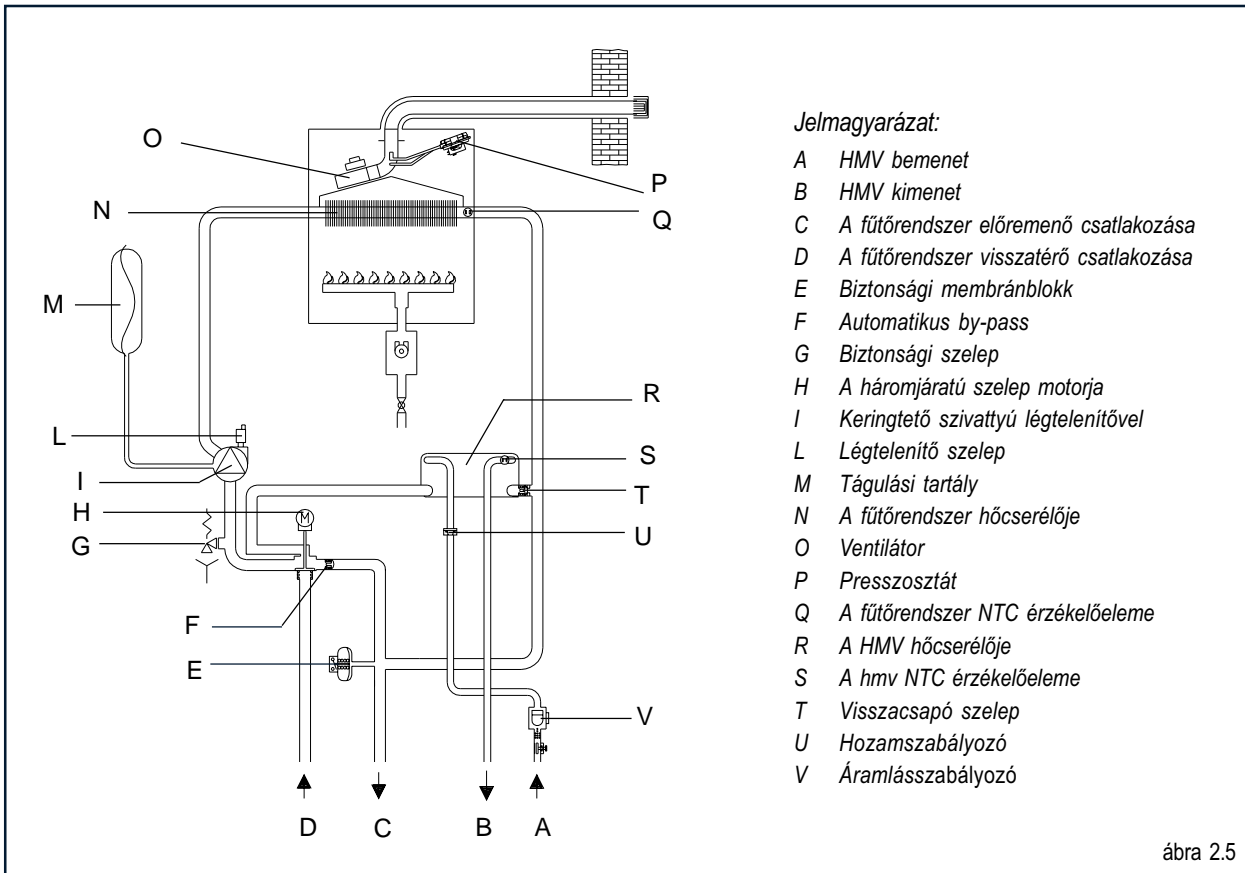 O
P
N
Q
M
R
L
S
I
T
H
U
G
F
E
V
D
C
B
A
M
Jelmagyarázat:
A HMV bemenet
B HMV kimenet
C A fűtőrendszer előremenő csatlakozása
D A fűtőrendszer visszatérő csatlakozása
E Biztonsági membránblokk
F Automatikus by-pass
G Biztonsági szelep
H A háromjáratú szelep motorja
I Keringtető szivattyú légtelenítővel
L Légtelenítő szelep
M Tágulási tartály
N A fűtőrendszer hőcserélője
O Ventilátor
P Presszosztát
Q A fűtőrendszer NTC érzékelőeleme
R A HMV hőcserélője
S A hmv NTC érzékelőeleme
T Visszacsapó szelep
U Hozamszabályozó
V Áramlásszabályozó
ábra 2.5